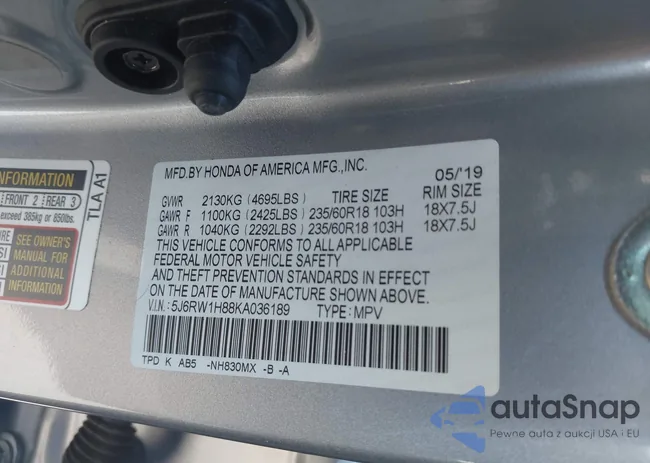 MFD.BY HONDA OF AMERICA MFG.,INC.
05/'19
GVWR 2130KG (4695LBS) TIRE SIZE RIM SIZE
GAWR F 1100KG (2425LBS) 235/60R18 103H 18X7.5J
GAWR R 1040KG (2292LBS) 235/60R18 103H 18X7.5J
THIS VEHICLE CONFORMS TO ALL APPLICABLE
FEDERAL MOTOR VEHICLE SAFETY
AND THEFT PREVENTION STANDARDS IN EFFECT
ON THE DATE OF MANUFACTURE SHOWN ABOVE.
V.I.N.:5J6RW1H88KA036189 TYPE:MPV
TPD K AB5 -NH830MX -B -A
INFORMATION
FRONT 2 REAR 3
exceed 385kg or 850lbs.
TLA A1
SEE OWNER'S
MANUAL FOR
ADDITIONAL
INFORMATION
autaSnap
Pewne auta z aukcji USA i EU